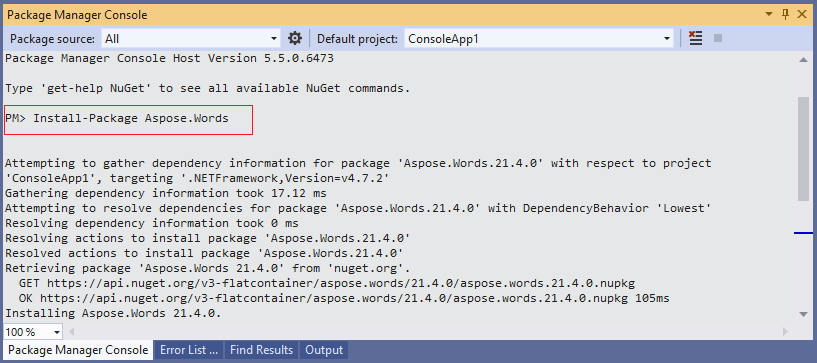 Package Manager Console
Package source: All Default project: ConsoleApp1
Package Manager Console Host Version 5.5.0.6473
Type 'get-help NuGet' to see all available NuGet commands.
PM> Install-Package Aspose.Words
Attempting to gather dependency information for package 'Aspose.Words.21.4.0' with respect to project
'ConsoleApp1', targeting '.NETFramework,Version=v4.7.2'
Gathering dependency information took 17.12 ms
Attempting to resolve dependencies for package 'Aspose.Words.21.4.0' with DependencyBehavior 'Lowest'
Resolving dependency information took 0 ms
Resolving actions to install package 'Aspose.Words.21.4.0'
Resolved actions to install package 'Aspose.Words.21.4.0'
Retrieving package 'Aspose.Words 21.4.0' from 'nuget.org'.
GET https://api.nuget.org/v3-flatcontainer/aspose.words/21.4.0/aspose.words.21.4.0.nupkg
OK https://api.nuget.org/v3-flatcontainer/aspose.words/21.4.0/aspose.words.21.4.0.nupkg 105ms
Installing Aspose.Words 21.4.0.
100 %
Package Manager Console Error List ... Find Results Output